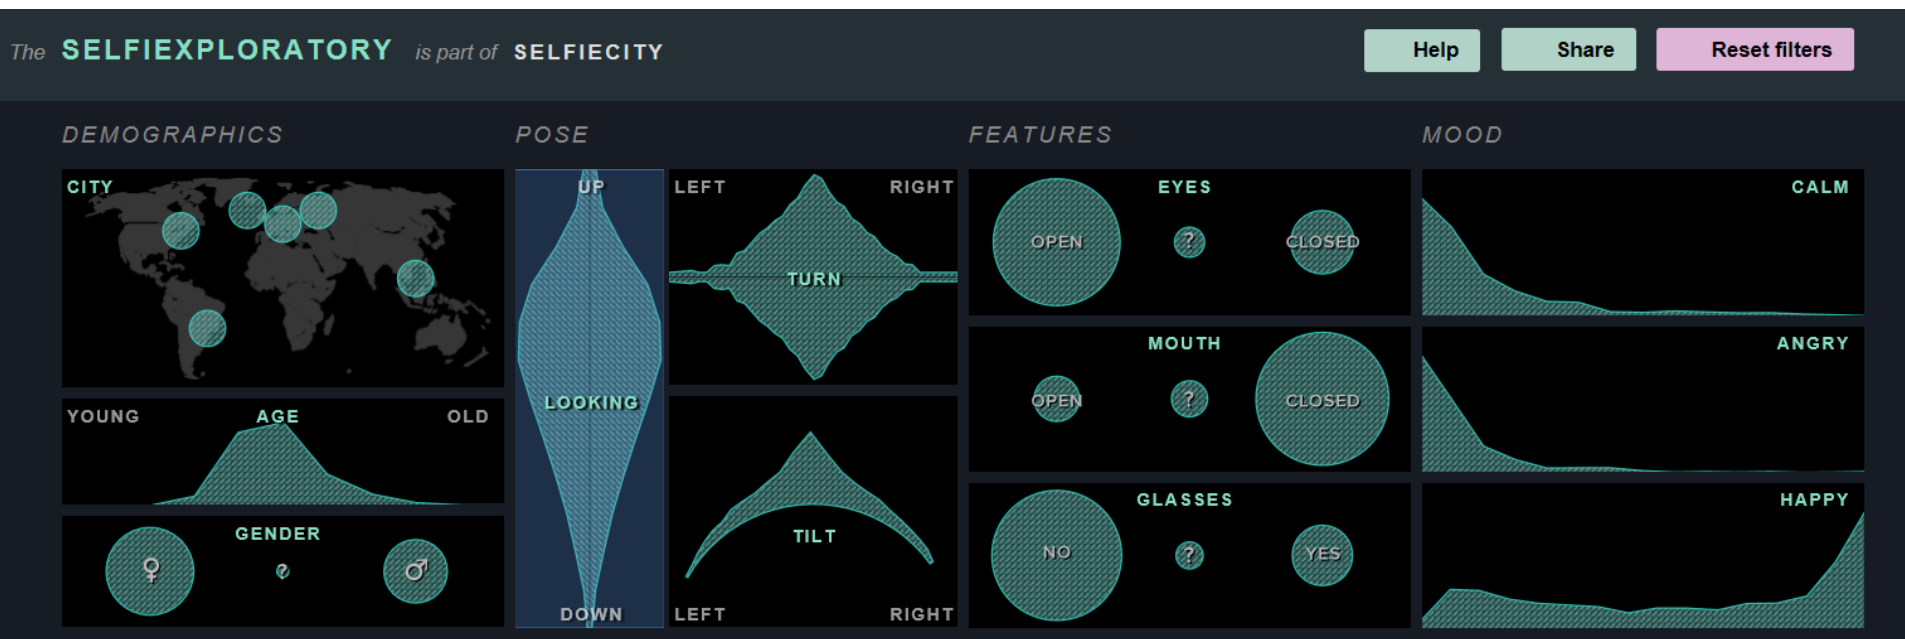 The SELFIEXPLORATORY is part of SELFIECITY
Help
Share
Reset filters
DEMOGRAPHICS
CITY
YOUNG AGE OLD
GENDER
♀ ? ♂
POSE
UP
LOOKING
DOWN
LEFT RIGHT
TURN
TILT
LEFT RIGHT
FEATURES
EYES
OPEN ? CLOSED
MOUTH
OPEN ? CLOSED
GLASSES
NO ? YES
MOOD
CALM
ANGRY
HAPPY